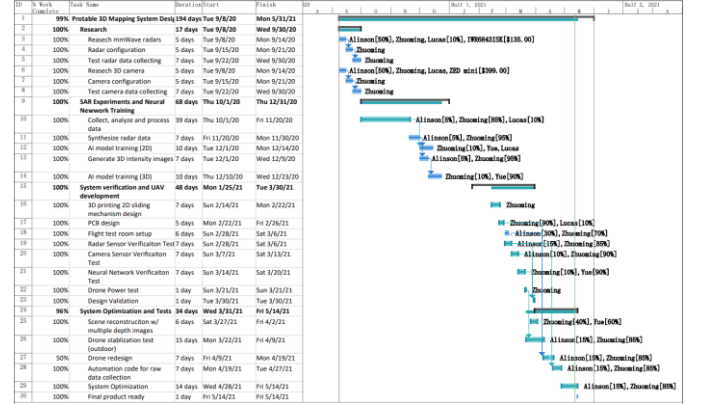 ID % Work Complete Task Name Duration Start Finish Half 1, 2021 Half 2, 2021
S N J M M J S N J
1 99% Protable 3D Mapping System Desig 194 days Tue 9/8/20 Mon 5/31/21
2 100% Research 17 days Tue 9/8/20 Wed 9/30/20
3 100% Reasech mmWave radars 5 days Tue 9/8/20 Mon 9/14/20 Alinson[50%], Zhuoming, Lucas[10%], IWR6843ISK[$135.00]
4 100% Radar configuration 5 days Tue 9/15/20 Mon 9/21/20 Zhuoming
5 100% Test radar data collecting 7 days Tue 9/22/20 Wed 9/30/20 Zhuoming
6 100% Reasech 3D camera 5 days Tue 9/8/20 Mon 9/14/20 Alinson[50%], Zhuoming, Lucas, ZED mini[$399.00]
7 100% Camera configuration 5 days Tue 9/15/20 Mon 9/21/20 Zhuoming
8 100% Test camera data collecting 7 days Tue 9/22/20 Wed 9/30/20 Zhuoming
9 100% SAR Experiments and Neural Newwork Training 68 days Thu 10/1/20 Thu 12/31/20
10 100% Collect, analyze and process data 39 days Thu 10/1/20 Fri 11/20/20 Alinson[5%], Zhuoming[85%], Lucas[10%]
11 100% Synthesize radar data 7 days Fri 11/20/20 Mon 11/30/20 Alinson[5%], Zhuoming[95%]
12 100% AI model training (2D) 10 days Tue 12/1/20 Mon 12/14/20 Zhuoming[10%], Yue, Lucas
13 100% Generate 3D intensity images 7 days Tue 12/1/20 Wed 12/9/20 Alinson[5%], Zhuoming[95%]
14 100% AI model training (3D) 10 days Thu 12/10/20 Wed 12/23/20 Zhuoming[10%], Yue[90%]
15 100% System verification and UAV development 48 days Mon 1/25/21 Tue 3/30/21
16 100% 3D printing 2D sliding mechanism design 7 days Sun 2/14/21 Mon 2/22/21 Zhuoming
17 100% PCB design 5 days Mon 2/22/21 Fri 2/26/21 Zhuoming[90%], Lucas[10%]
18 100% Flight test room setup 6 days Sun 2/28/21 Sat 3/6/21 Alinson[30%], Zhuoming[70%]
19 100% Radar Sensor Verificaiton Test 7 days Sun 2/28/21 Sat 3/6/21 Alinson[15%], Zhuoming[85%]
20 100% Camera Sensor Verificaiton Test 7 days Sun 3/7/21 Sat 3/13/21 Alinson[10%], Zhuoming[90%]
21 100% Neural Network Verificaiton Test 7 days Sun 3/14/21 Sat 3/20/21 Zhuoming[10%], Yue[90%]
22 100% Drone Power test 1 day Sun 3/21/21 Sun 3/21/21 Zhuoming
23 100% Design Validation 1 day Tue 3/30/21 Tue 3/30/21
24 96% System Optimization and Tests 34 days Wed 3/31/21 Fri 5/14/21
25 100% Scene reconstruciton w/ multiple depth images 6 days Sat 3/27/21 Fri 4/2/21 Zhuoming[40%], Yue[60%]
26 100% Drone stablization test (outdoor) 15 days Mon 3/22/21 Fri 4/9/21 Alinson[15%], Zhuoming[85%]
27 50% Drone redesign 7 days Fri 4/9/21 Mon 4/19/21 Alinson[15%], Zhuoming[85%]
28 100% Automation code for raw data collection 7 days Mon 4/19/21 Tue 4/27/21 Alinson[15%], Zhuoming[85%]
29 100% System Optimization 14 days Wed 4/28/21 Fri 5/14/21 Alinson[15%], Zhuoming[85%]
30 100% Final product ready 1 day Fri 5/14/21 Fri 5/14/21